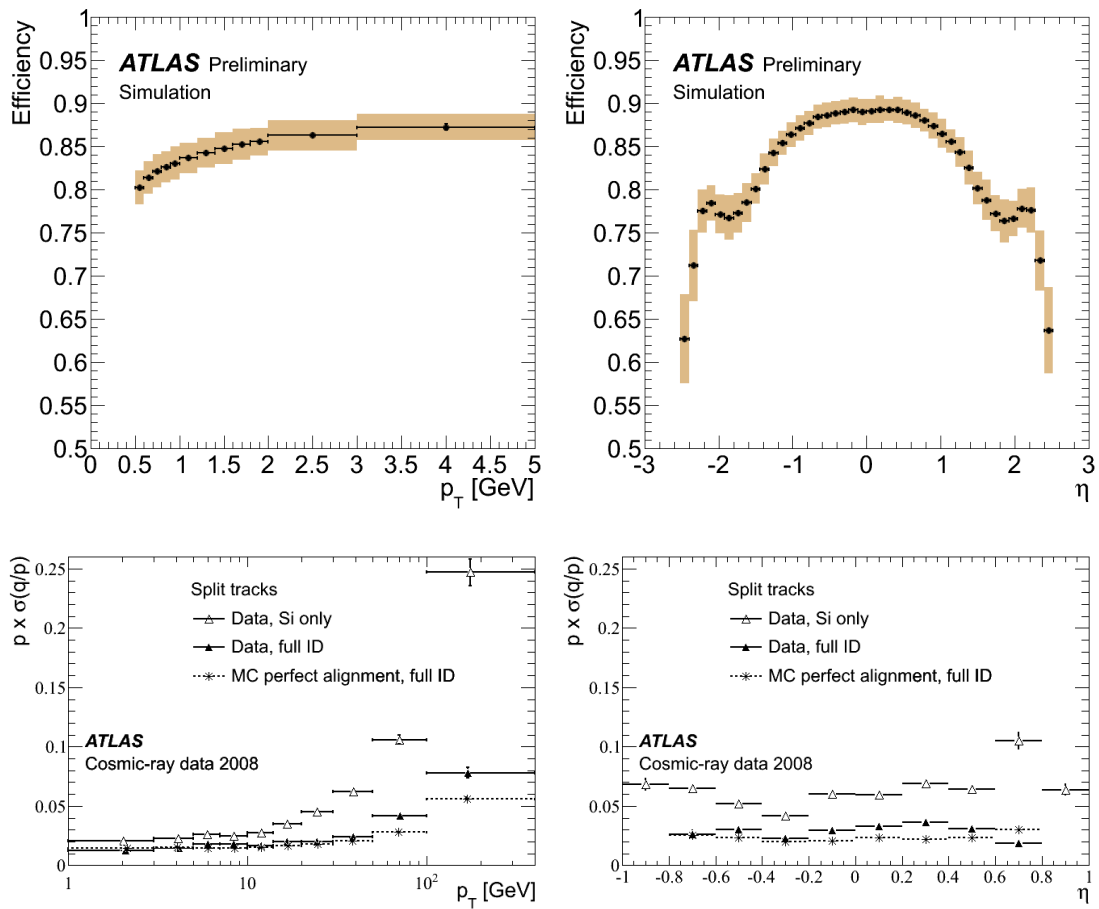 Efficiency
1
0.95
0.9
0.85
0.8
0.75
0.7
0.65
0.6
0.55
0.5
ATLAS Preliminary
Simulation
0 0.5 1 1.5 2 2.5 3 3.5 4 4.5 5
p_T [GeV]
Efficiency
1
0.95
0.9
0.85
0.8
0.75
0.7
0.65
0.6
0.55
0.5
ATLAS Preliminary
Simulation
-3 -2 -1 0 1 2 3
η
p x σ(q/p)
0.25
0.2
0.15
0.1
0.05
0
Split tracks
Data, Si only
Data, full ID
MC perfect alignment, full ID
ATLAS
Cosmic-ray data 2008
1 10 10²
p_T [GeV]
p x σ(q/p)
0.25
0.2
0.15
0.1
0.05
0
Split tracks
Data, Si only
Data, full ID
MC perfect alignment, full ID
ATLAS
Cosmic-ray data 2008
-1 -0.8 -0.6 -0.4 -0.2 0 0.2 0.4 0.6 0.8 1
η